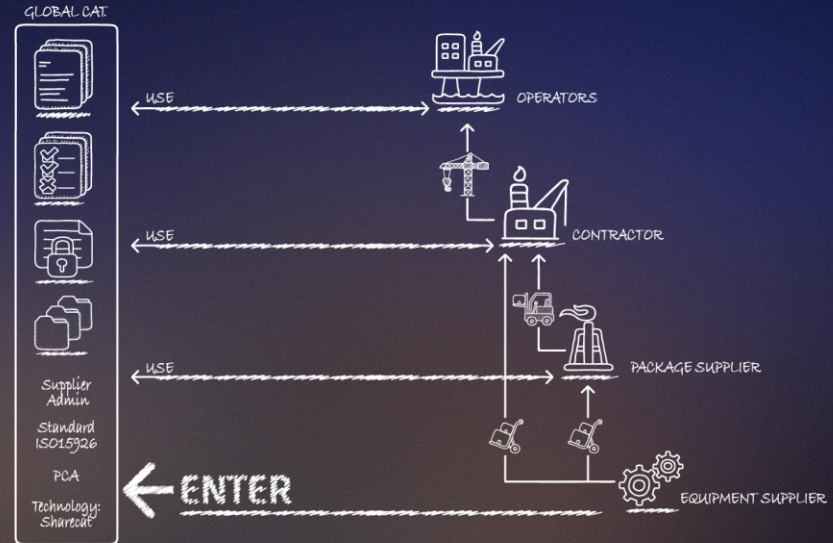 GLOBAL CAT.
USE
OPERATORS
USE
CONTRACTOR
USE
PACKAGE SUPPLIER
Supplier
Admin
Standard
ISO15926
PCA
Technology:
Sharecat
ENTER
EQUIPMENT SUPPLIER